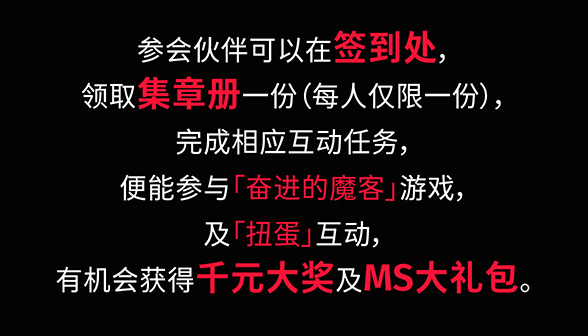 参会伙伴可以在签到处,
领取集章册一份(每人仅限一份),
完成相应互动任务,
便能参与「奋进的魔客」游戏,
及「扭蛋」互动,
有机会获得千元大奖及MS大礼包。